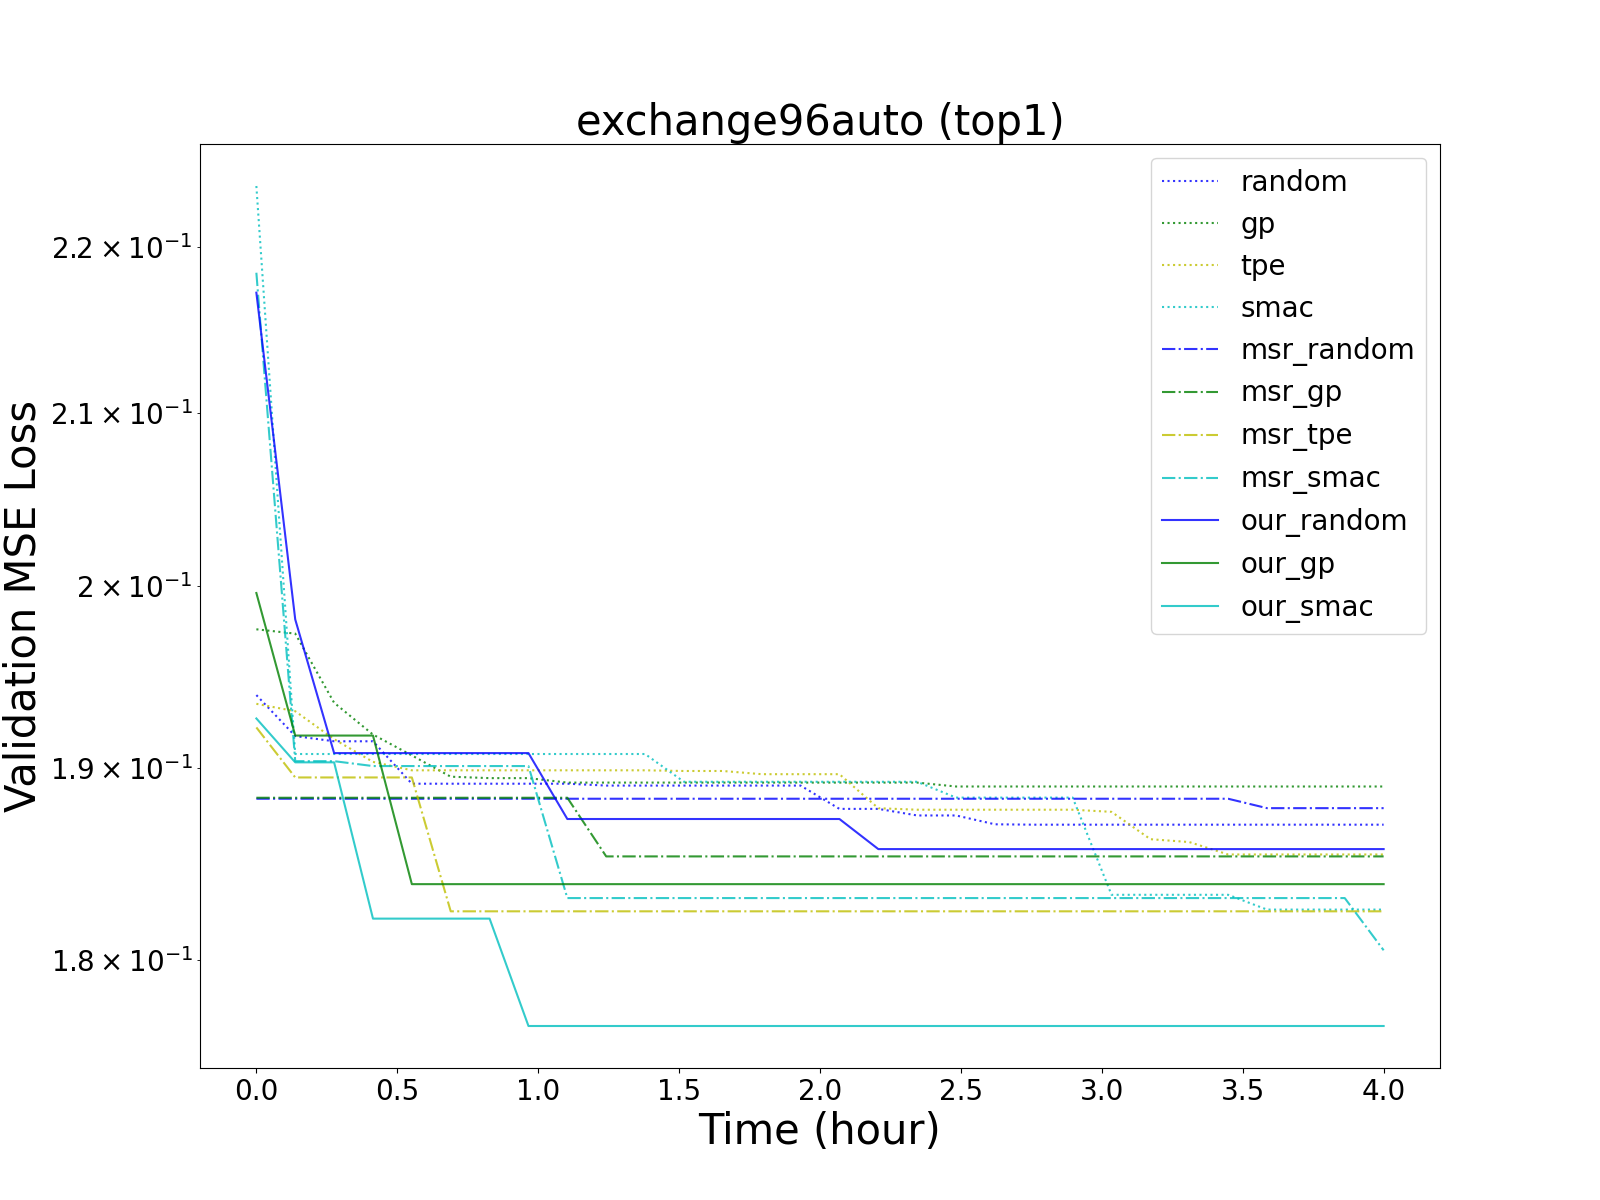 exchange96auto (top1)
Validation MSE Loss
2.2 × 10⁻¹
2.1 × 10⁻¹
2 × 10⁻¹
1.9 × 10⁻¹
1.8 × 10⁻¹
random
gp
tpe
smac
msr_random
msr_gp
msr_tpe
msr_smac
our_random
our_gp
our_smac
0.0 0.5 1.0 1.5 2.0 2.5 3.0 3.5 4.0
Time (hour)